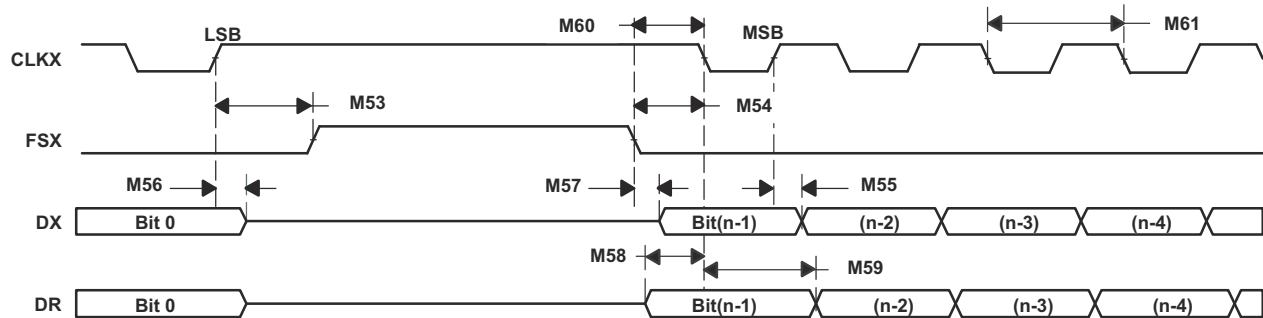 M60
M61
LSB
MSB
CLKX
M53
M54
FSX
M56
M57
M55
DX
Bit 0
Bit(n-1)
(n-2)
(n-3)
(n-4)
M58
M59
DR
Bit 0
Bit(n-1)
(n-2)
(n-3)
(n-4)